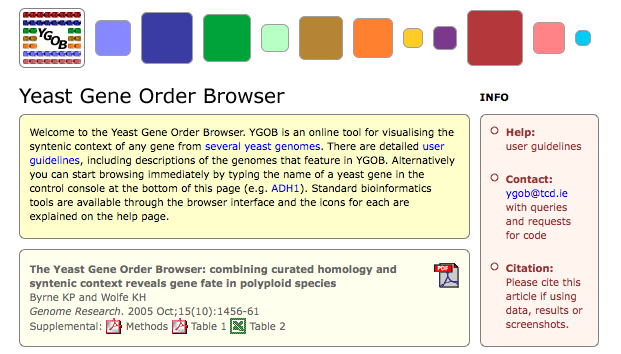 YGOB
Yeast Gene Order Browser
INFO
Welcome to the Yeast Gene Order Browser. YGOB is an online tool for visualising the
syntenic context of any gene from several yeast genomes. There are detailed user
guidelines, including descriptions of the genomes that feature in YGOB. Alternatively
you can start browsing immediately by typing the name of a yeast gene in the
control console at the bottom of this page (e.g. ADH1). Standard bioinformatics
tools are available through the browser interface and the icons for each are
explained on the help page.
The Yeast Gene Order Browser: combining curated homology and
syntenic context reveals gene fate in polyploid species
Byrne KP and Wolfe KH
Genome Research. 2005 Oct;15(10):1456-61
Supplemental: Methods Table 1 Table 2
PDF
Help:
user guidelines
Contact:
ygob@tcd.ie
with queries
and requests
for code
Citation:
Please cite this
article if using
data, results or
screenshots.